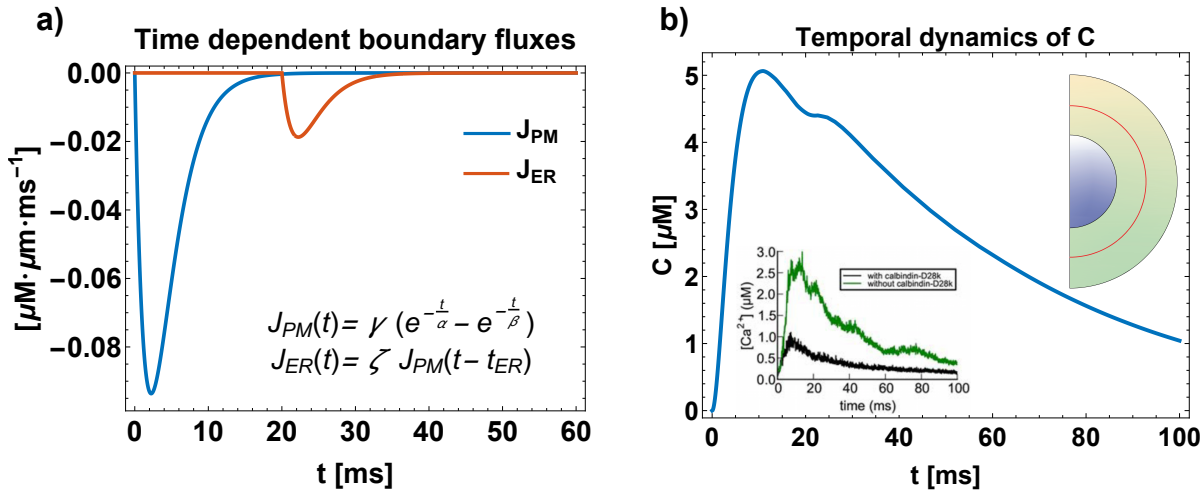 a)
Time dependent boundary fluxes
0.00
−0.02
−0.04
−0.06
−0.08
[µM·µm·ms⁻¹]
J_PM
J_ER
J_PM(t) = γ (e^{−t/α} − e^{−t/β})
J_ER(t) = ζ J_PM(t − t_ER)
0 10 20 30 40 50 60
t [ms]
b)
Temporal dynamics of C
5
4
3
2
1
0
C [µM]
3.0
2.5
2.0
1.5
1.0
0.5
0.0
[Ca²⁺] (µM)
with calbindin-D28k
without calbindin-D28k
0 20 40 60 80 100
time (ms)
0 20 40 60 80 100
t [ms]